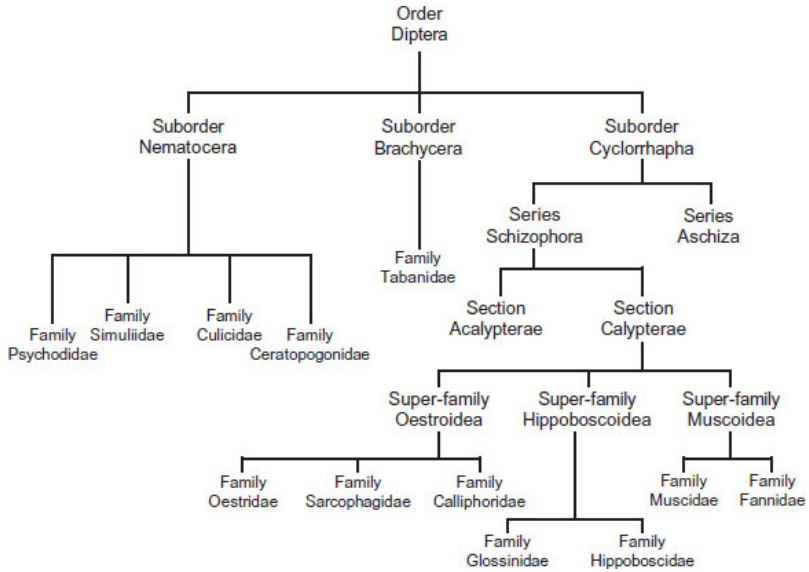 Order
Diptera
Suborder
Nematocera
Suborder
Brachycera
Suborder
Cyclorrhapha
Series
Schizophora
Series
Aschiza
Family
Tabanidae
Family
Psychodidae
Family
Simuliidae
Family
Culicidae
Family
Ceratopogonidae
Section
Acalypterae
Section
Calypterae
Super-family
Oestroidea
Super-family
Hippoboscoidea
Super-family
Muscoidea
Family
Oestridae
Family
Sarcophagidae
Family
Calliphoridae
Family
Muscidae
Family
Fannidae
Family
Glossinidae
Family
Hippoboscidae